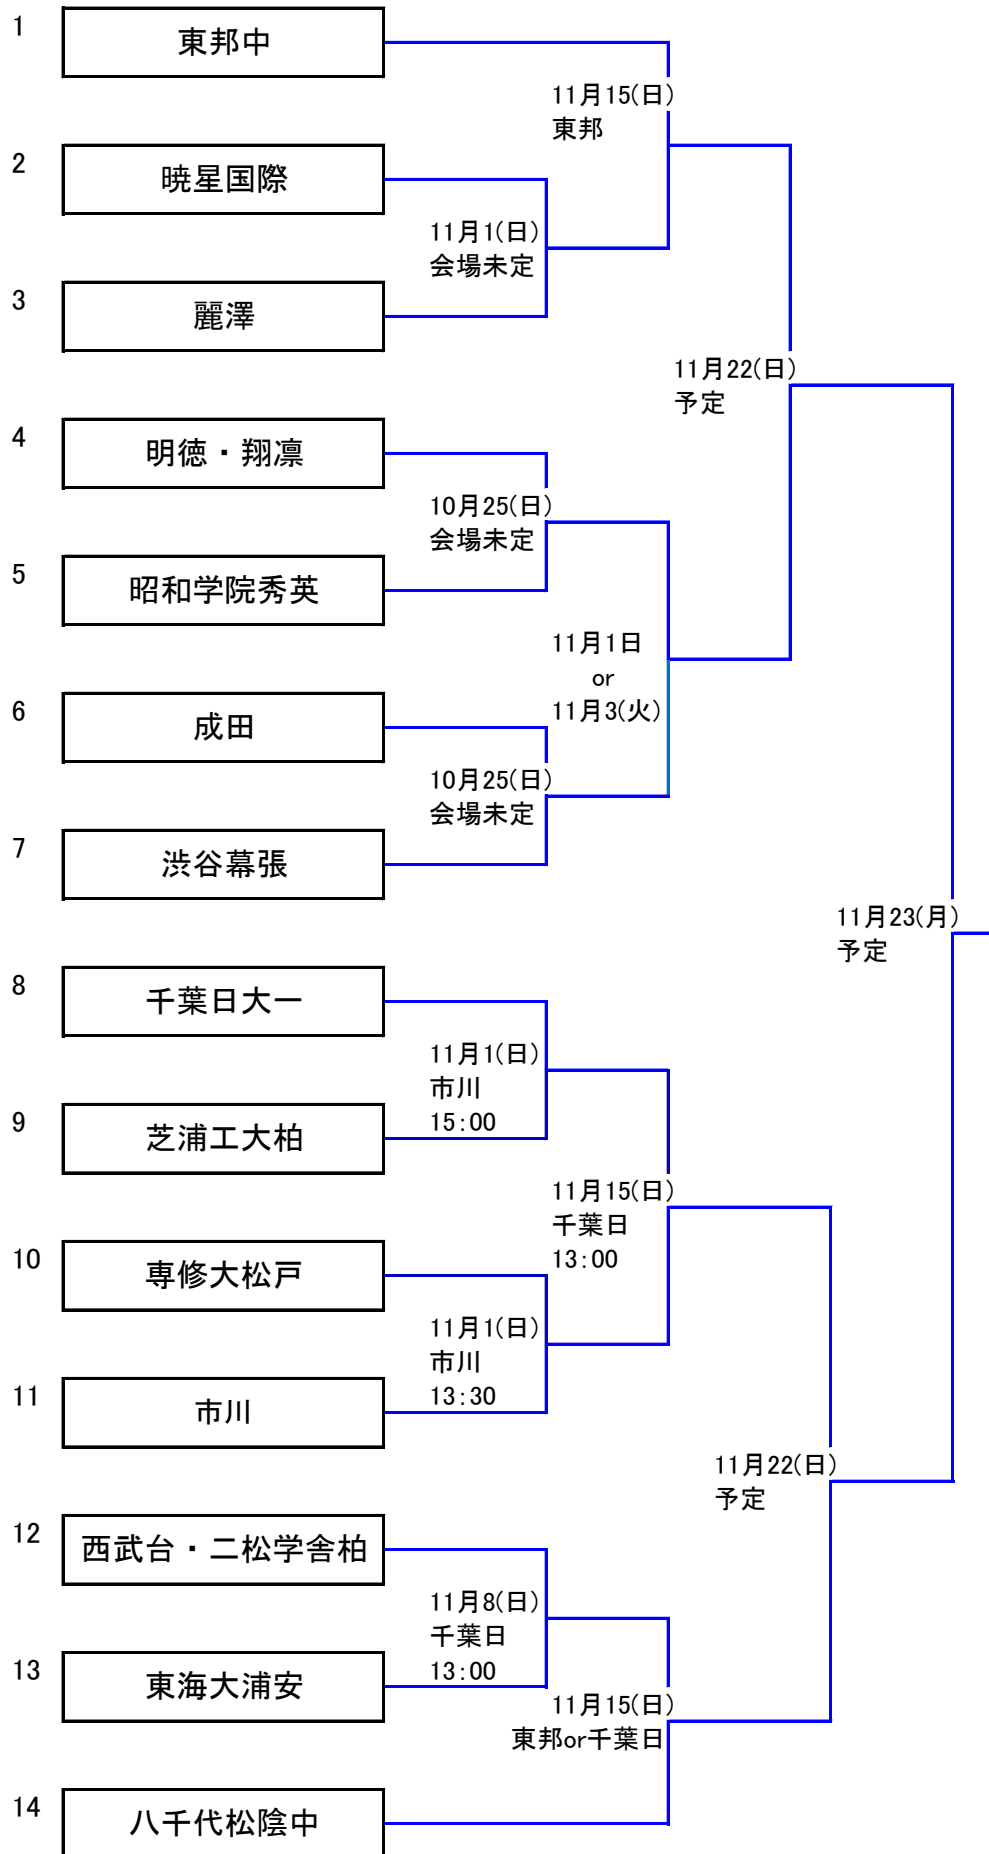 1
東邦中
11月15(日)
東邦
2
暁星国際
11月1(日)
会場未定
3
麗澤
11月22(日)
予定
4
明徳・翔凛
10月25(日)
会場未定
5
昭和学院秀英
11月1日
or
11月3(火)
6
成田
10月25(日)
会場未定
7
渋谷幕張
11月23(月)
予定
8
千葉日大一
11月1(日)
市川
15:00
9
芝浦工大柏
11月15(日)
千葉日
13:00
10
専修大松戸
11月1(日)
市川
13:30
11
市川
11月22(日)
予定
12
西武台・二松学舎柏
11月8(日)
千葉日
13:00
13
東海大浦安
11月15(日)
東邦or千葉日
14
八千代松陰中